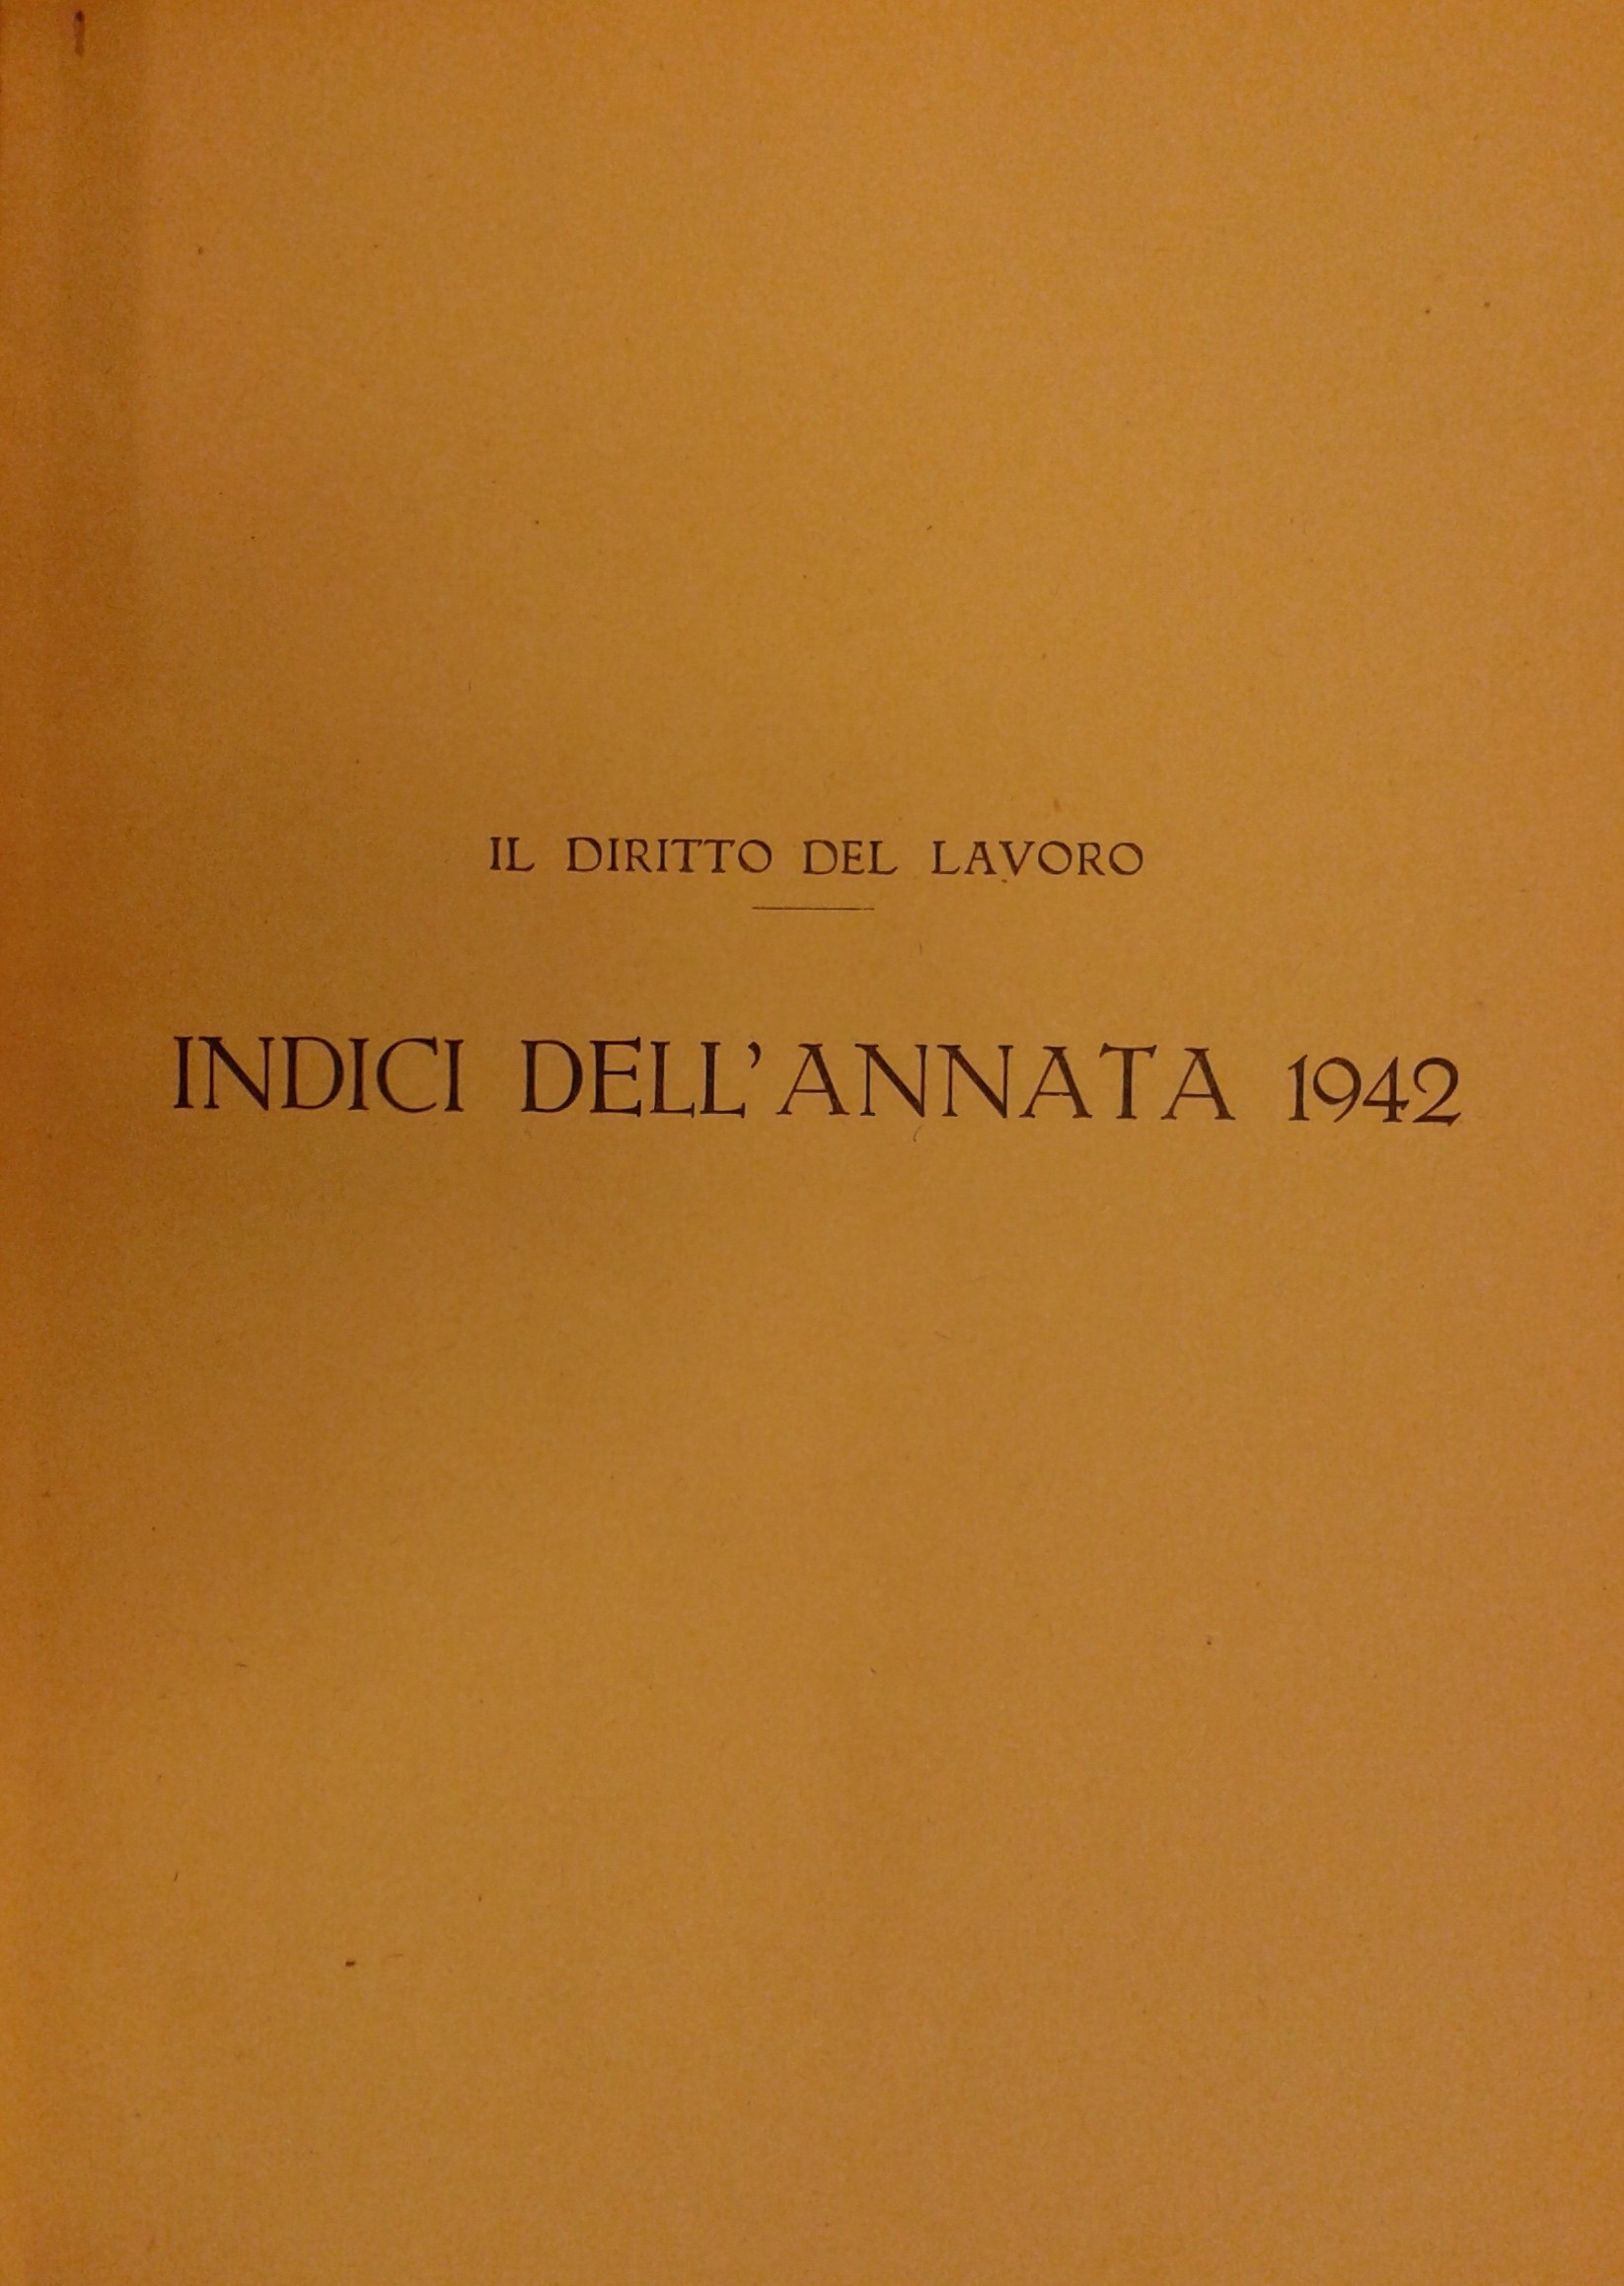 IL DIRITTO DEL LAVORO
INDICI DELL'ANNATA 1942